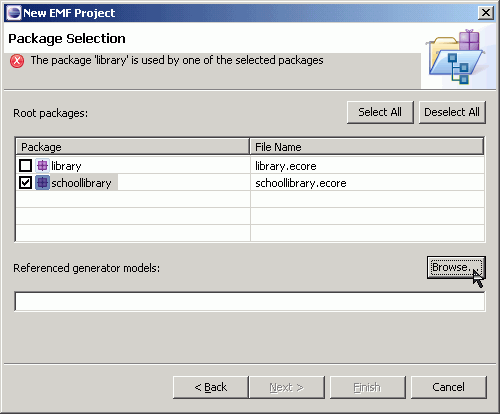 New EMF Project
Package Selection
The package 'library' is used by one of the selected packages
Root packages:
Select All
Deselect All
Package
File Name
library
library.ecore
schoollibrary
schoollibrary.ecore
Referenced generator models:
Browse...
< Back
Next >
Finish
Cancel